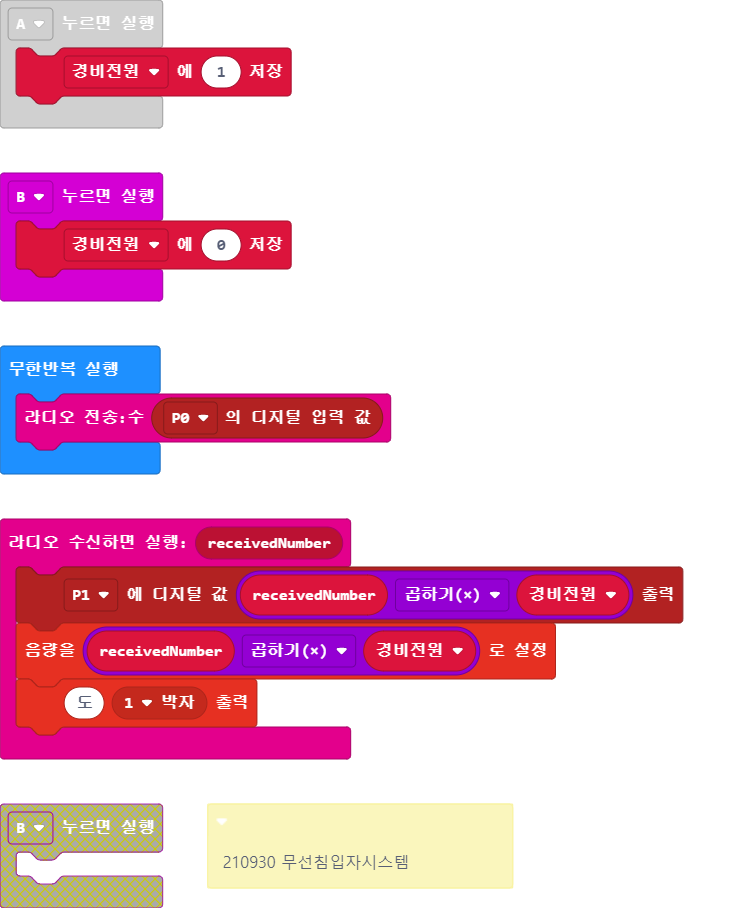 A 누르면 실행
경비전원 에 1 저장
B 누르면 실행
경비전원 에 0 저장
무한반복 실행
라디오 전송:수 P0 의 디지털 입력 값
라디오 수신하면 실행: receivedNumber
P1 에 디지털 값 receivedNumber 곱하기(×) 경비전원 출력
음량을 receivedNumber 곱하기(×) 경비전원 로 설정
도 1 박자 출력
B 누르면 실행
210930 무선침입자시스템